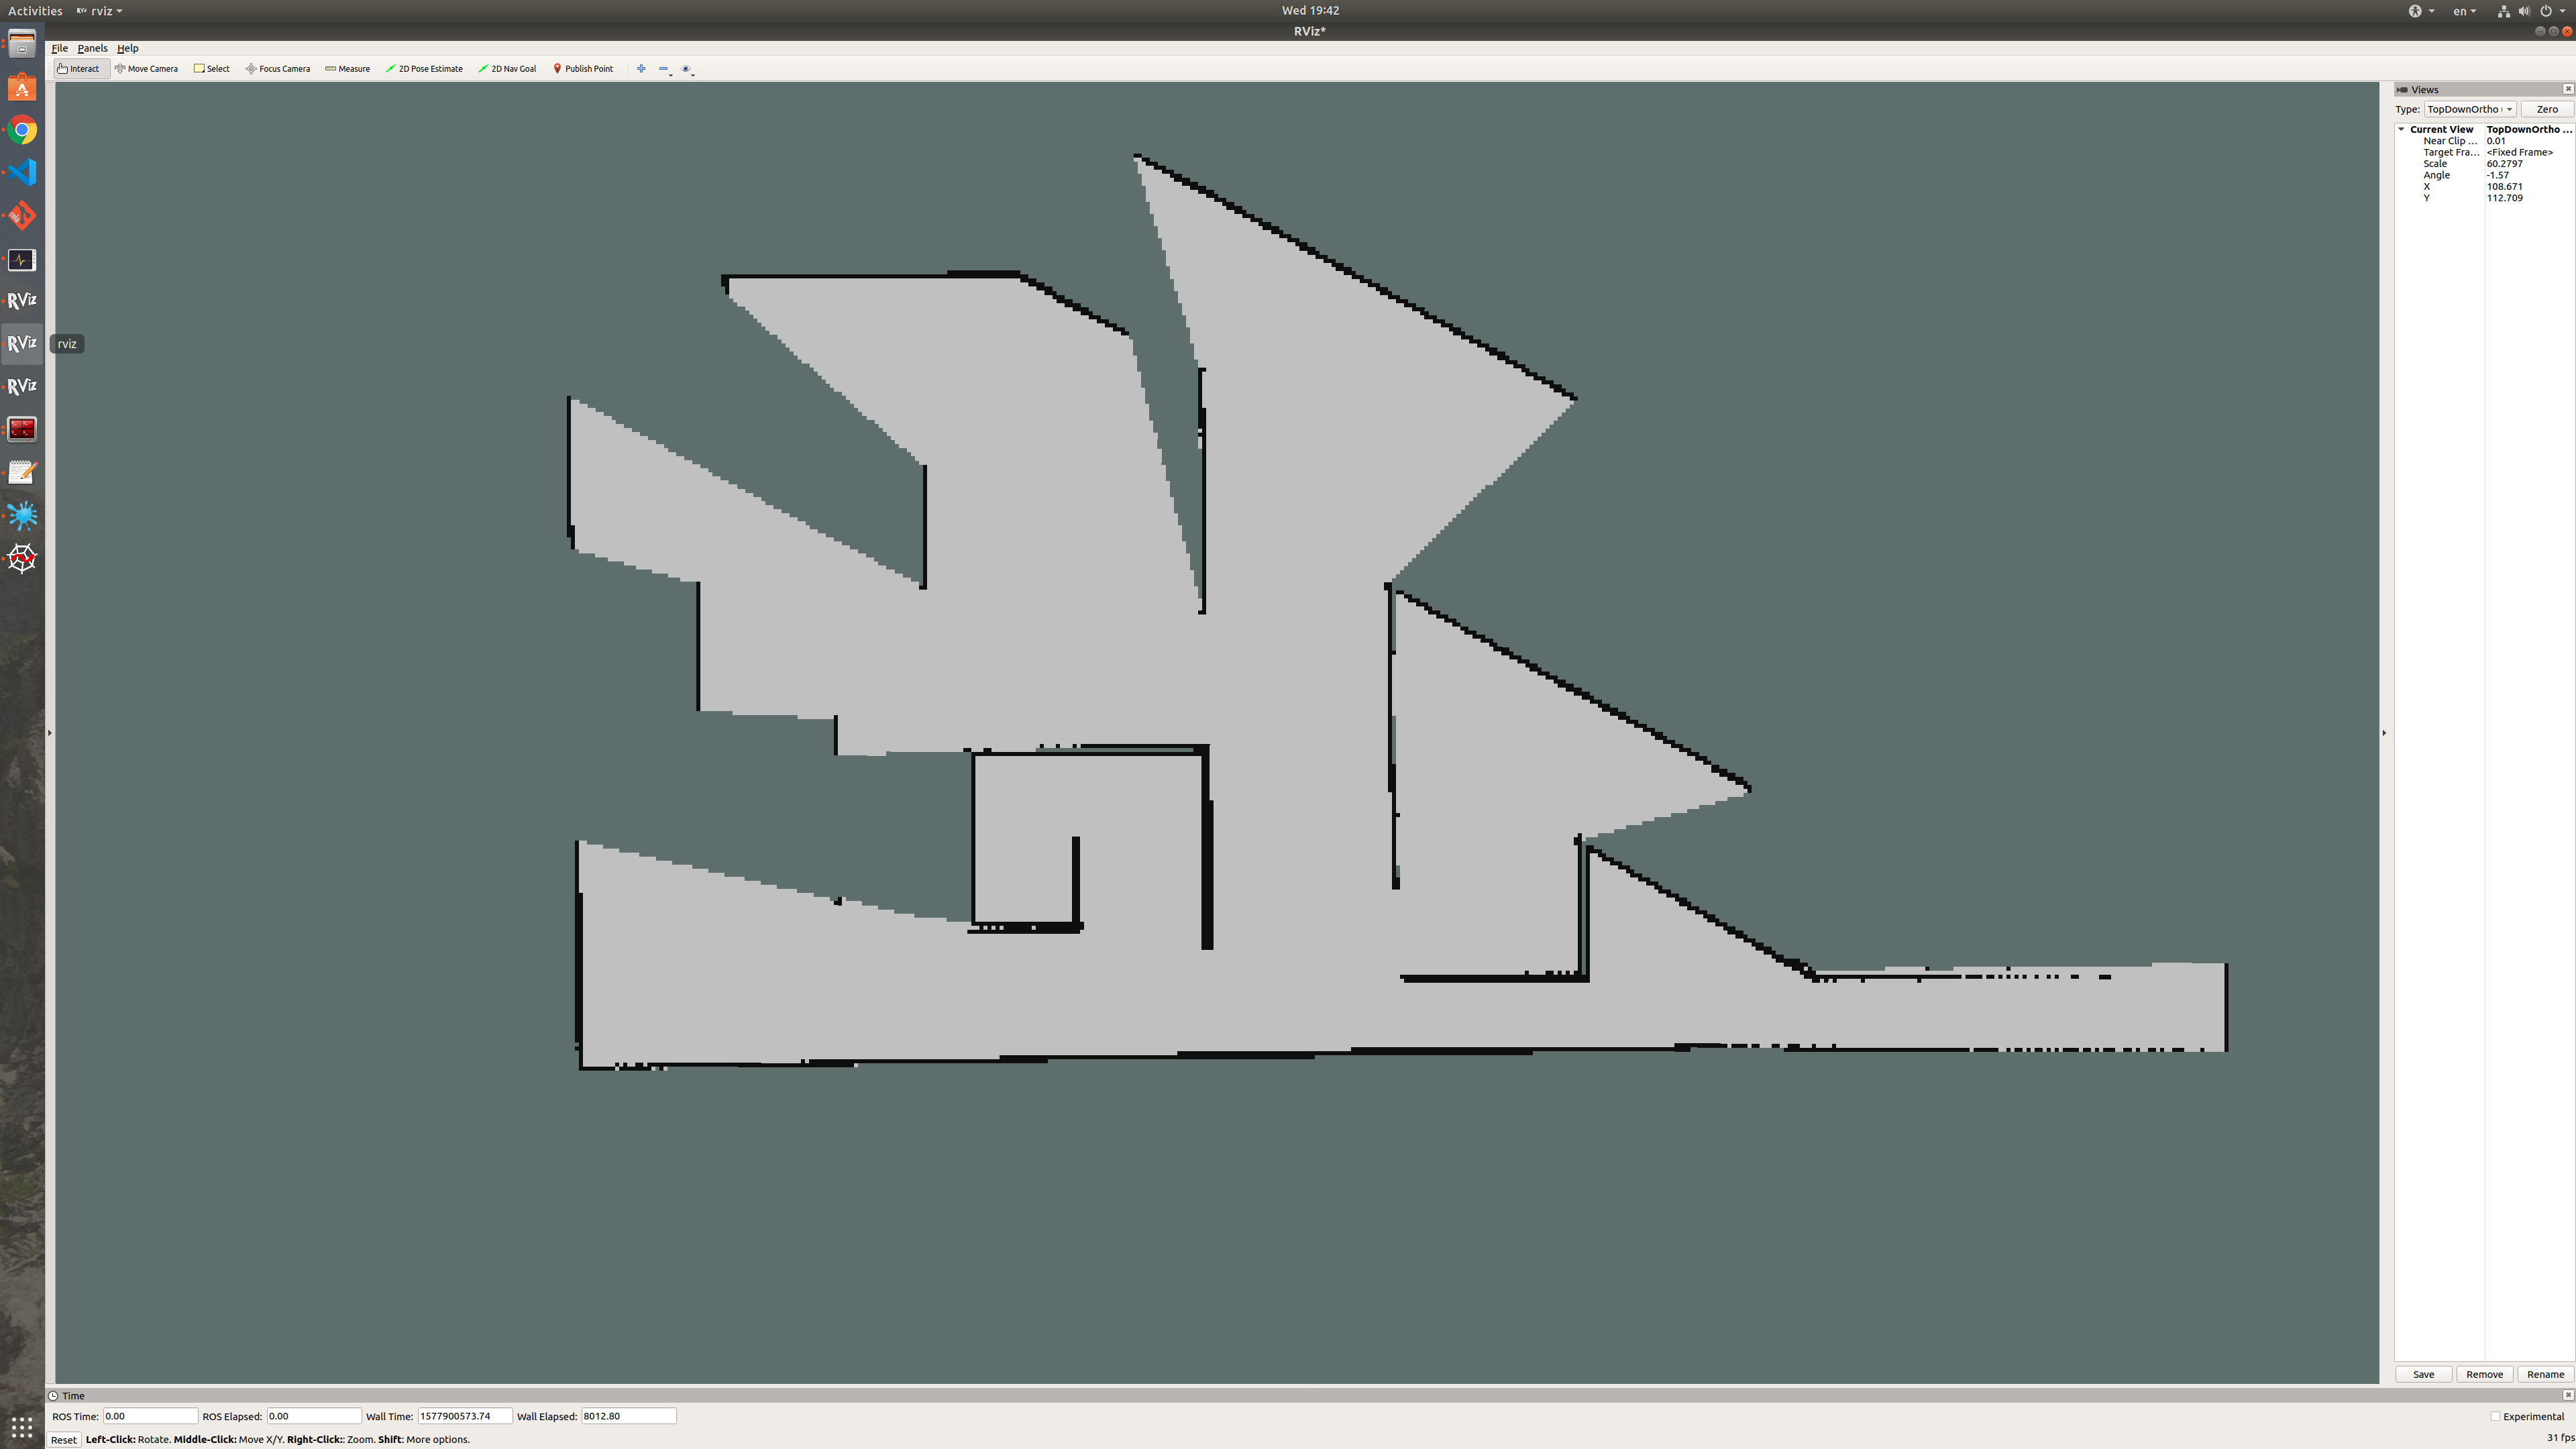 Activities rviz Wed 19:42 en
RViz*
File Panels Help
Interact Move Camera Select Focus Camera Measure 2D Pose Estimate 2D Nav Goal Publish Point
Views
Type: TopDownOrtho Zero
Current View TopDownOrtho ...
Near Clip ... 0.01
Target Fra... <Fixed Frame>
Scale 60.2797
Angle -1.57
X 108.671
Y 112.709
RViz
RViz
rviz
RViz
Save Remove Rename
Time
ROS Time: 0.00 ROS Elapsed: 0.00 Wall Time: 1577900573.74 Wall Elapsed: 8012.80 Experimental
Reset Left-Click: Rotate. Middle-Click: Move X/Y. Right-Click:: Zoom. Shift: More options. 31 fps